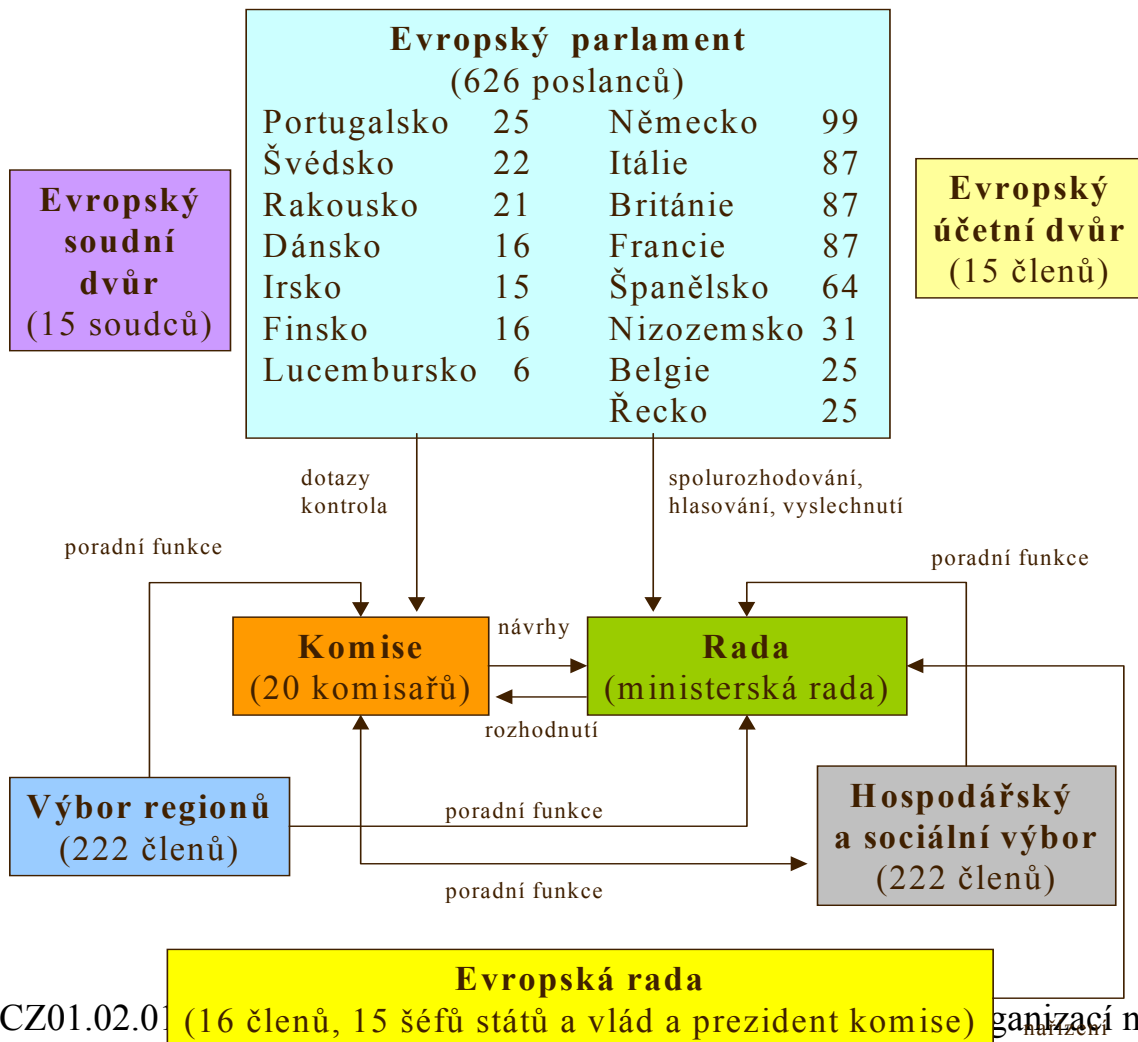 Evropský parlament
(626 poslanců)
Portugalsko 25 Německo 99
Švédsko 22 Itálie 87
Rakousko 21 Británie 87
Dánsko 16 Francie 87
Irsko 15 Španělsko 64
Finsko 16 Nizozemsko 31
Lucembursko 6 Belgie 25
Řecko 25
Evropský
soudní
dvůr
(15 soudců)
Evropský
účetní dvůr
(15 členů)
dotazy
kontrola
spolurozhodování,
hlasování, vyslechnutí
poradní funkce
poradní funkce
Komise
(20 komisařů)
návrhy
rozhodnutí
Rada
(ministerská rada)
Výbor regionů
(222 členů)
poradní funkce
poradní funkce
Hospodářský
a sociální výbor
(222 členů)
Evropská rada
(16 členů, 15 šéfů států a vlád a prezident komise)
nařízení
CZ01.02.01